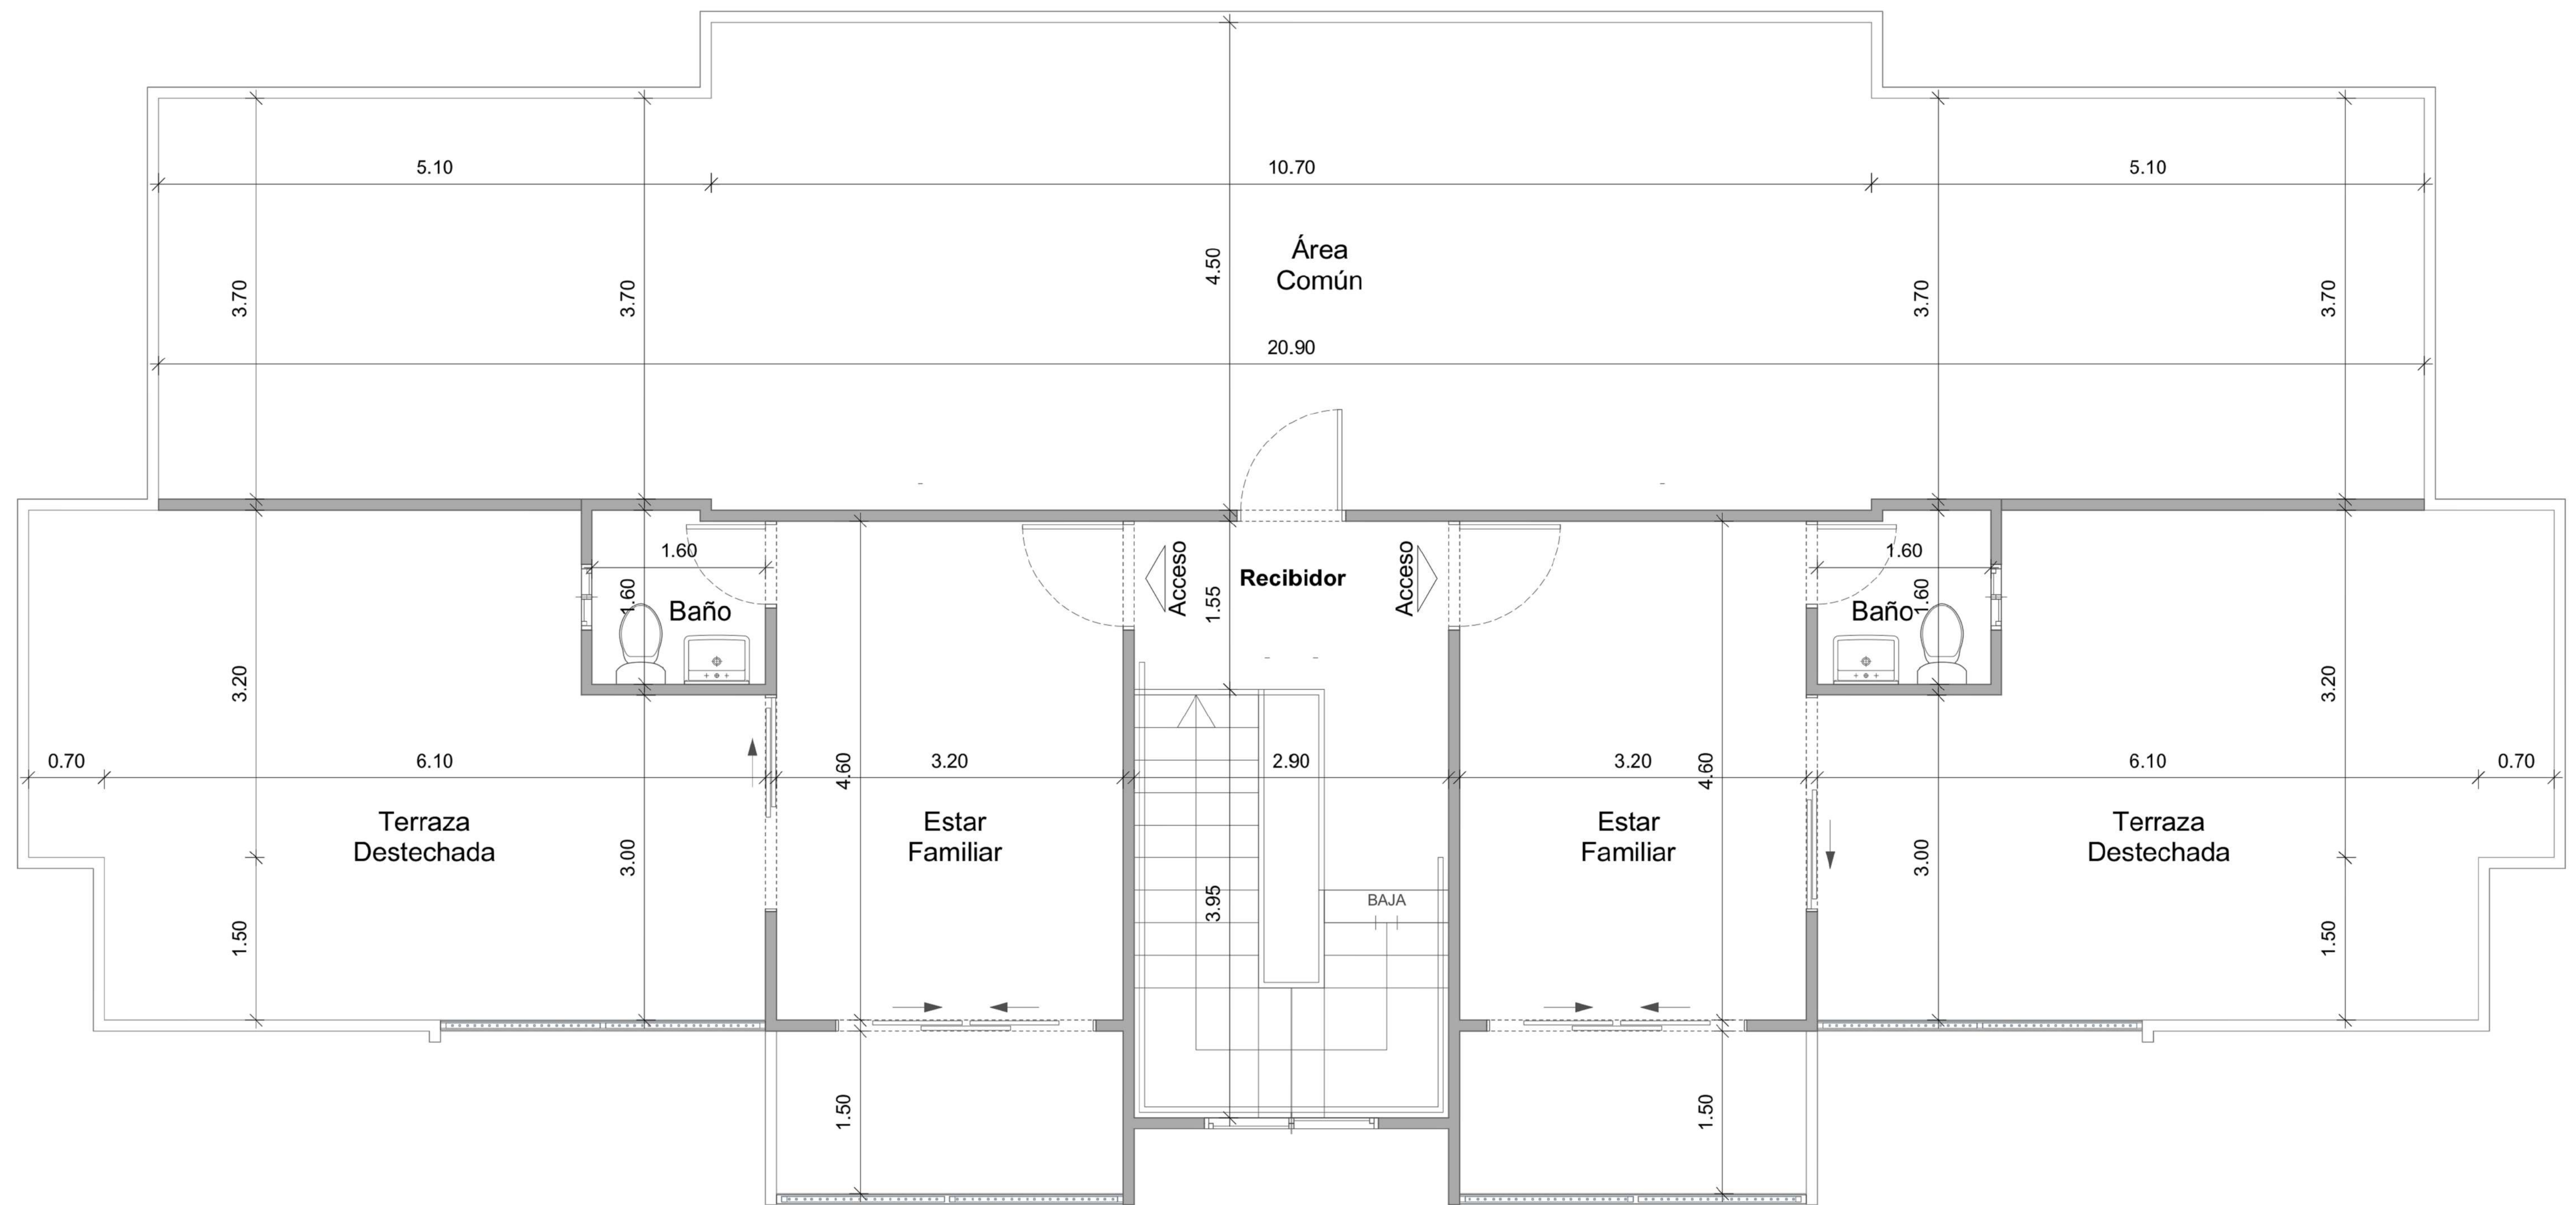 5.10
10.70
5.10
Área
Común
4.50
3.70
3.70
3.70
3.70
20.90
1.60
1.60
Baño
Acceso
Recibidor
1.55
Acceso
1.60
1.60
Baño
3.20
3.20
0.70
6.10
3.20
4.60
2.90
3.20
4.60
6.10
0.70
Terraza
Destechada
3.00
Estar
Familiar
Estar
Familiar
3.00
Terraza
Destechada
1.50
3.95
BAJA
1.50
1.50
1.50